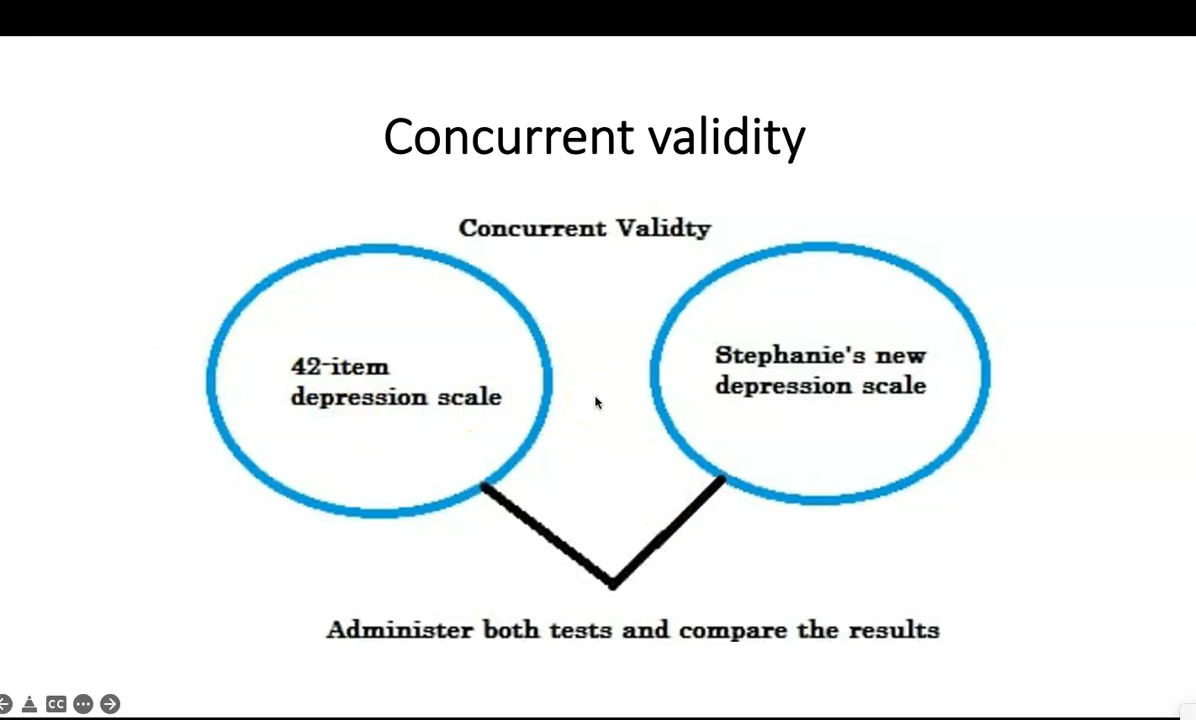 Concurrent validity
Concurrent Validty
42-item
depression scale
Stephanie's new
depression scale
Administer both tests and compare the results
CC